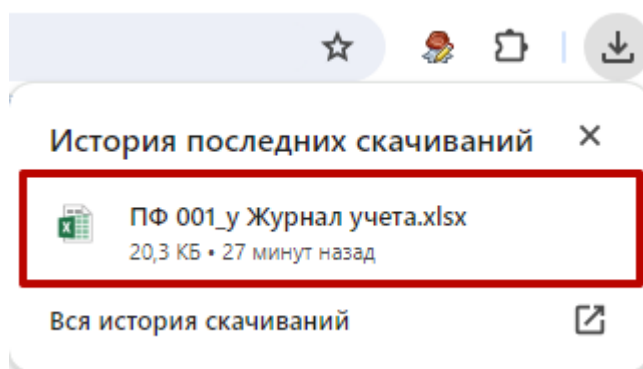 История последних скачиваний
ПФ 001_у Журнал учета.xlsx
20,3 КБ • 27 минут назад
Вся история скачиваний